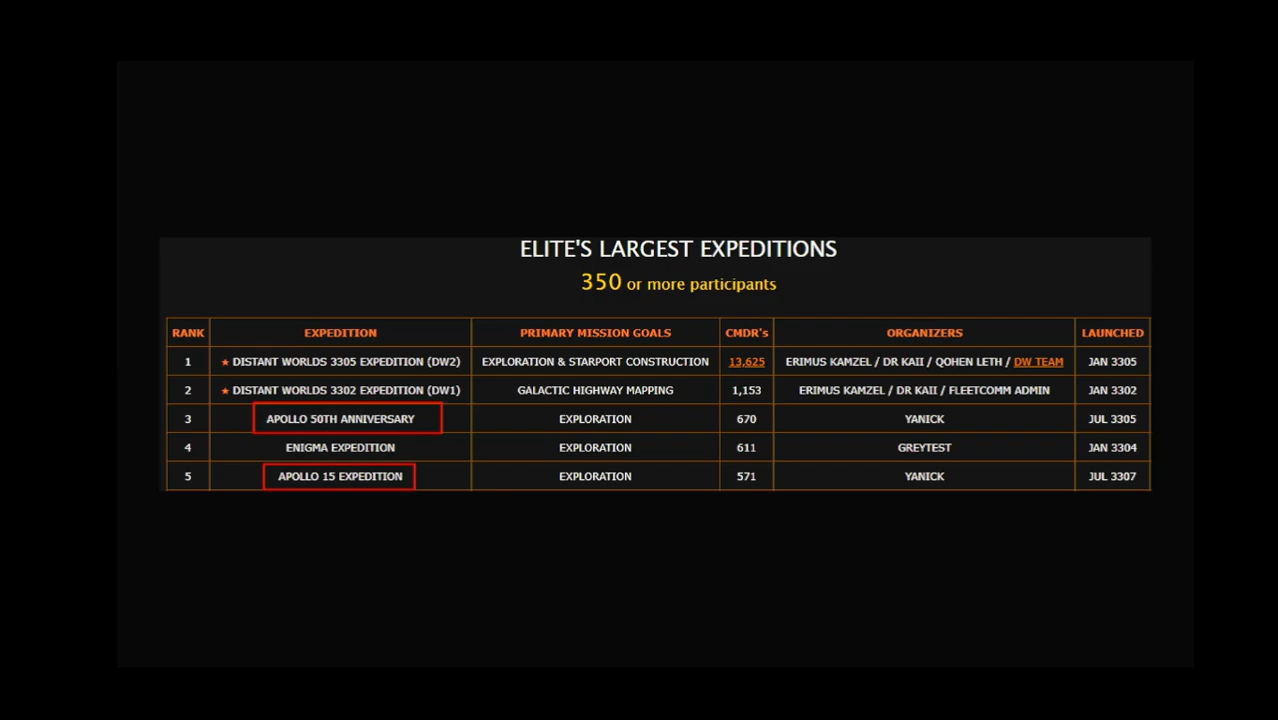 ELITE'S LARGEST EXPEDITIONS
350 or more participants
RANK EXPEDITION PRIMARY MISSION GOALS CMDR's ORGANIZERS LAUNCHED
1 ★ DISTANT WORLDS 3305 EXPEDITION (DW2) EXPLORATION & STARPORT CONSTRUCTION 13,625 ERIMUS KAMZEL / DR KAII / QOHEN LETH / DW TEAM JAN 3305
2 ★ DISTANT WORLDS 3302 EXPEDITION (DW1) GALACTIC HIGHWAY MAPPING 1,153 ERIMUS KAMZEL / DR KAII / FLEETCOMM ADMIN JAN 3302
3 APOLLO 50TH ANNIVERSARY EXPLORATION 670 YANICK JUL 3305
4 ENIGMA EXPEDITION EXPLORATION 611 GREYTEST JAN 3304
5 APOLLO 15 EXPEDITION EXPLORATION 571 YANICK JUL 3307